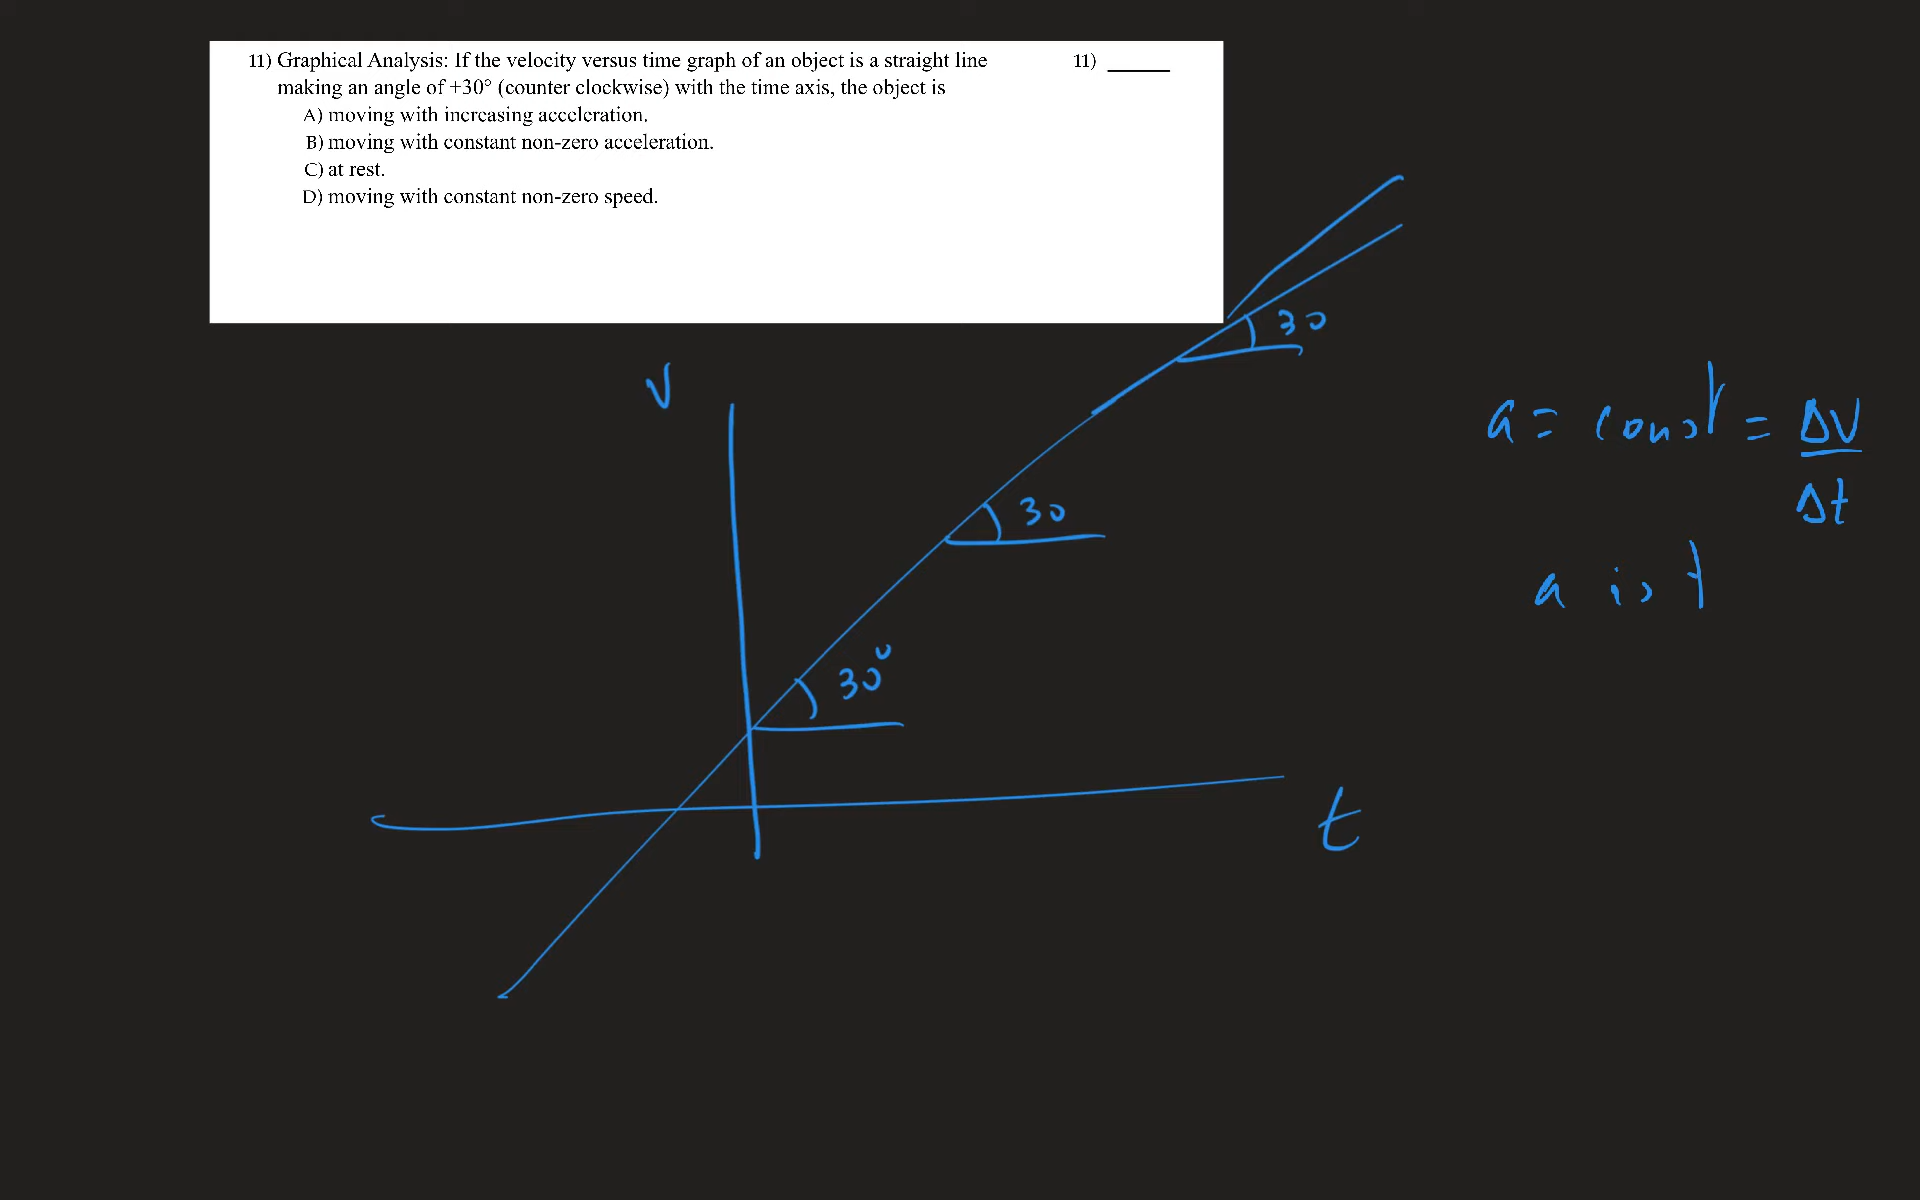 11) Graphical Analysis: If the velocity versus time graph of an object is a straight line
making an angle of +30° (counter clockwise) with the time axis, the object is
A) moving with increasing acceleration.
B) moving with constant non-zero acceleration.
C) at rest.
D) moving with constant non-zero speed.
11) ______
30
V
a = const = ΔV
Δt
30
a is +
30°
t